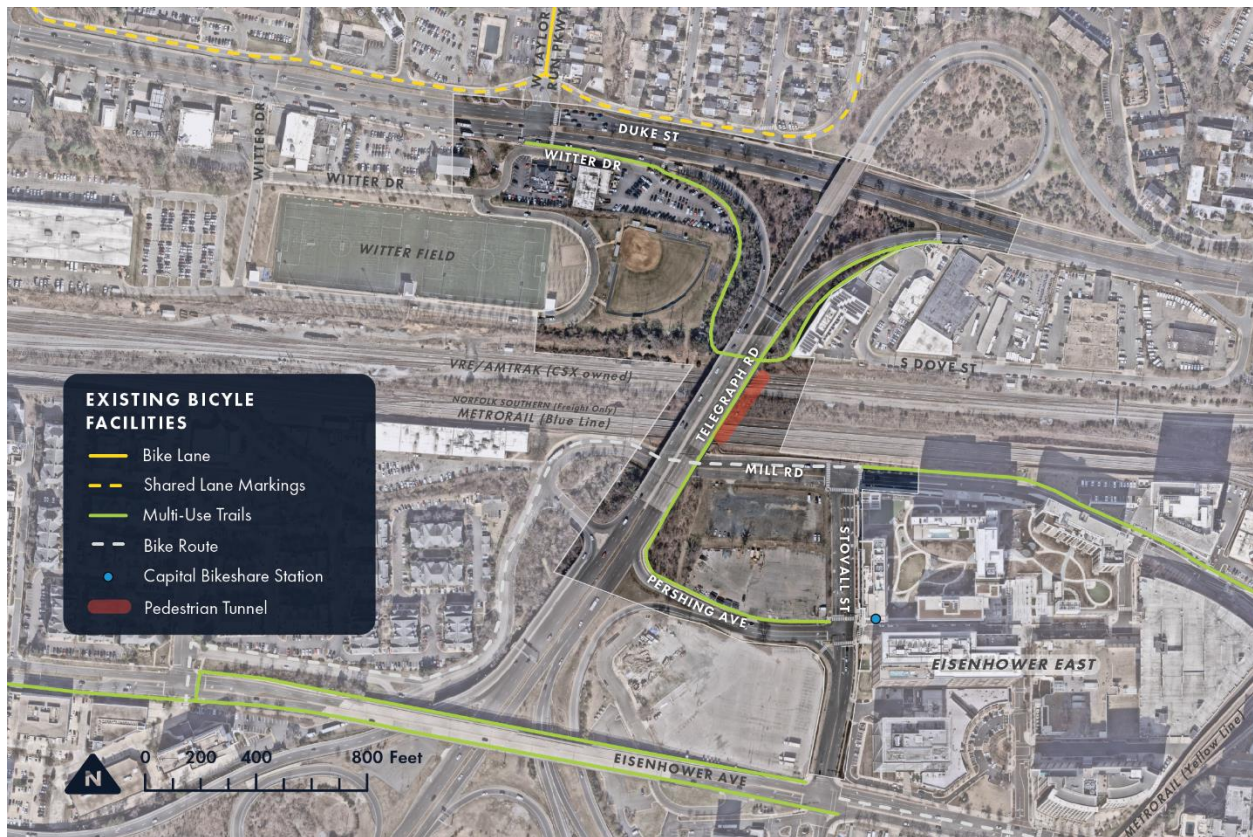 W TAYLOR
RUN PKWY
DUKE ST
WITTER DR
WITTER DR
WITTER DR
WITTER FIELD
VRE/AMTRAK (CSX owned)
S DOVE ST
NORFOLK SOUTHERN (Freight Only)
METRORAIL (Blue Line)
TELEGRAPH RD
MILL RD
STOVALL ST
PERSHING AVE
EISENHOWER EAST
EISENHOWER AVE
METRORAIL (Yellow Line)
EXISTING BICYCLE
FACILITIES
Bike Lane
Shared Lane Markings
Multi-Use Trails
Bike Route
Capital Bikeshare Station
Pedestrian Tunnel
N
0 200 400 800 Feet